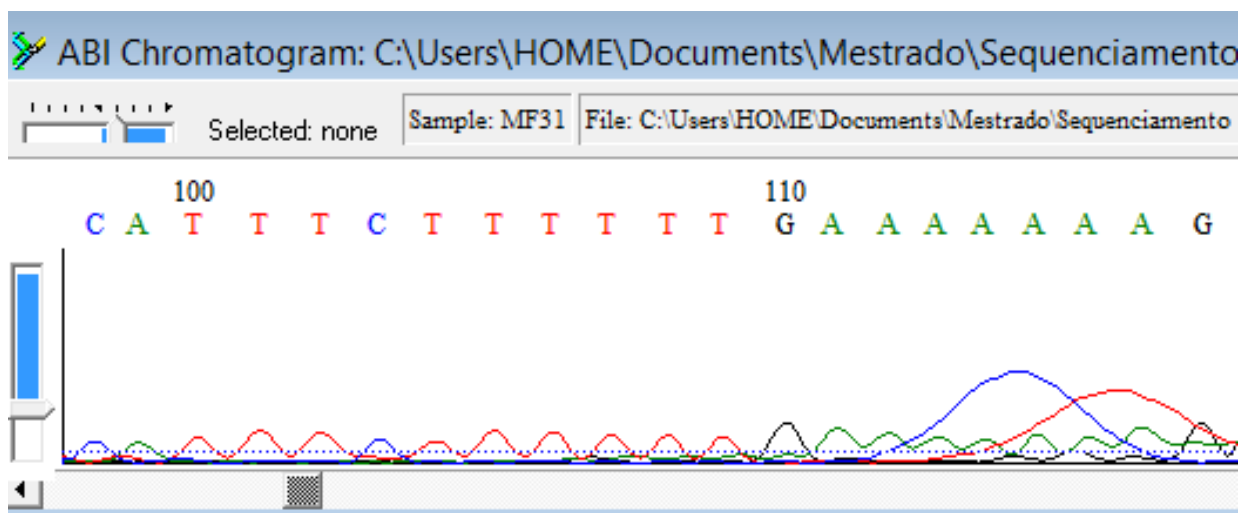 ABI Chromatogram: C:\Users\HOME\Documents\Mestrado\Sequenciamento
Selected: none Sample: MF31 File: C:\Users\HOME\Documents\Mestrado\Sequenciamento
100 110
C A T T T C T T T T T T G A A A A A A A G